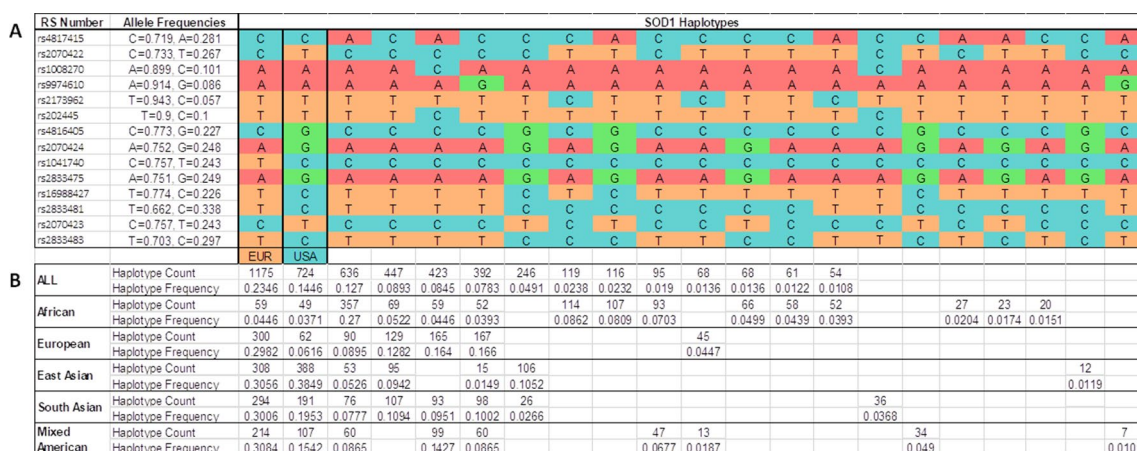 A
RS Number Allele Frequencies SOD1 Haplotypes
rs4817415 C=0.719, A=0.281 C C A C A C C C A C C C C A C C A A C C A
rs2070422 C=0.733, T=0.267 C T C C C C C T T C T T T T C T C T T C C
rs1008270 A=0.899, C=0.101 A A A A C A A A A A A A A A C A A A A A A
rs9974610 A=0.914, G=0.086 A A A A A G A A A A A A A A A A A A A A G
rs2173962 T=0.943, C=0.057 T T T T T T T C T T C T T C T T T T T T T
rs202445 T=0.9, C=0.1 T T T T C T T T T T T T T T C T T T T T T
rs4816405 C=0.773, G=0.227 C G C C C C G C G C C C C C C G C C C G C
rs2070424 A=0.752, G=0.248 A G A A A A G A G A A G A A A G A G A G A
rs1041740 C=0.757, T=0.243 T C C C C C C C C C C C C C C C C C C C C
rs2833475 A=0.751, G=0.249 A G A A A A G A G A A G A A A G A G A G A
rs16988427 T=0.774, C=0.226 T C T T T T C T C T T T T T T C T T T T T
rs2833481 T=0.662, C=0.338 T C T T T T C C C C C C C T T C C C C C T
rs2070423 C=0.757, T=0.243 C T C C C C T C T C C T C C C T C T C T C
rs2833483 T=0.703, C=0.297 T C T T T T C C C T T C C T T C T C T C T
EUR USA
B
ALL Haplotype Count 1175 724 636 447 423 392 246 119 116 95 68 68 61 54
Haplotype Frequency 0.2346 0.1446 0.127 0.0893 0.0845 0.0783 0.0491 0.0238 0.0232 0.019 0.0136 0.0136 0.0122 0.0108
African Haplotype Count 59 49 357 69 59 52 114 107 93 66 58 52 27 23 20
Haplotype Frequency 0.0446 0.0371 0.27 0.0522 0.0446 0.0393 0.0862 0.0809 0.0703 0.0499 0.0439 0.0393 0.0204 0.0174 0.0151
European Haplotype Count 300 62 90 129 165 167 45
Haplotype Frequency 0.2982 0.0616 0.0895 0.1282 0.164 0.166 0.0447
East Asian Haplotype Count 308 388 53 95 15 106 12
Haplotype Frequency 0.3056 0.3849 0.0526 0.0942 0.0149 0.1052 0.0119
South Asian Haplotype Count 294 191 76 107 93 98 26 36
Haplotype Frequency 0.3006 0.1953 0.0777 0.1094 0.0951 0.1002 0.0266 0.0368
Mixed Haplotype Count 214 107 60 99 60 47 13 34 7
American Haplotype Frequency 0.3084 0.1542 0.0865 0.1427 0.0865 0.0677 0.0187 0.049 0.010